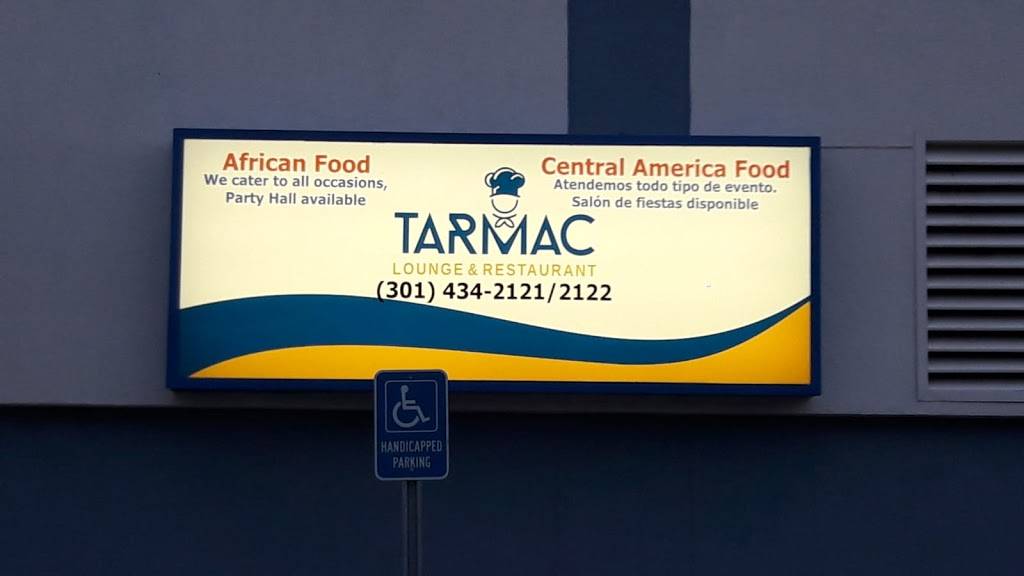 African Food
We cater to all occasions,
Party Hall available
Central America Food
Atendemos todo tipo de evento.
Salón de fiestas disponible
TARMAC
LOUNGE & RESTAURANT
(301) 434-2121/2122
HANDICAPPED
PARKING